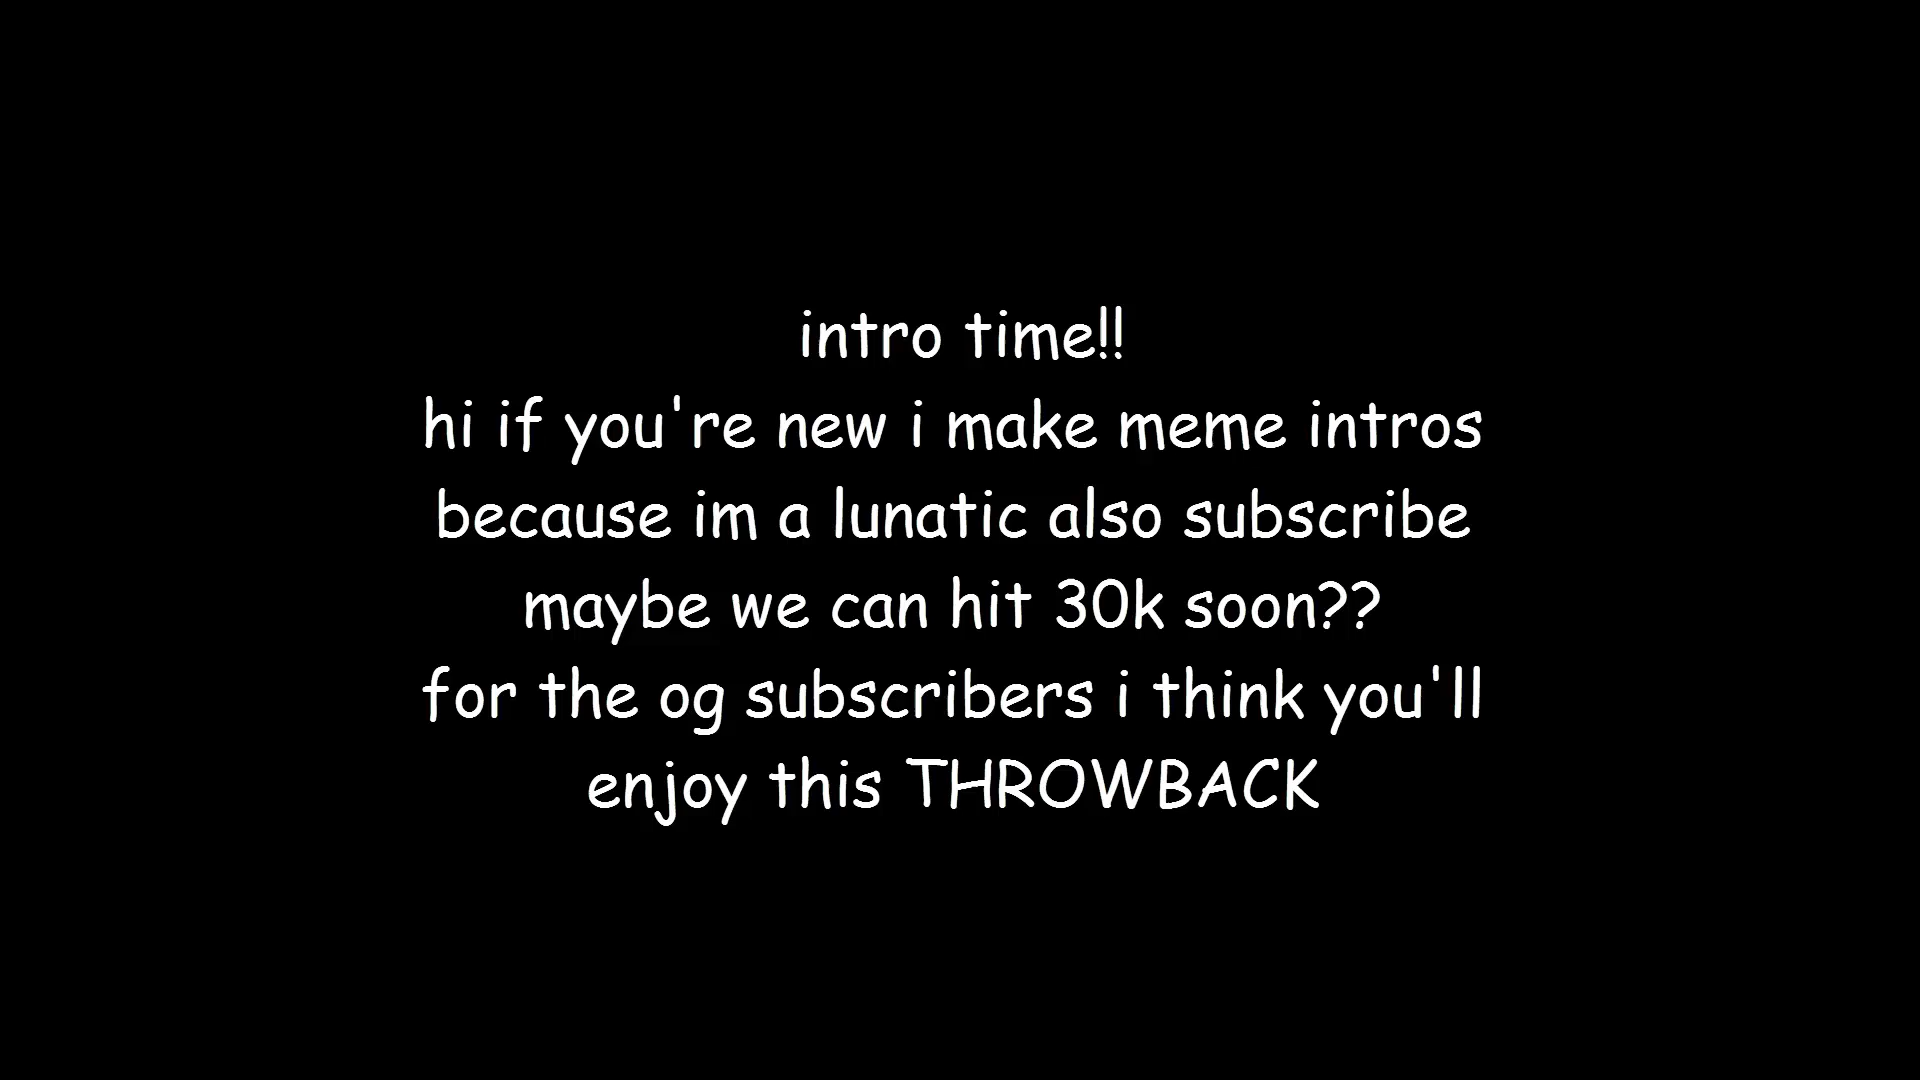 intro time!!
hi if you're new i make meme intros
because im a lunatic also subscribe
maybe we can hit 30k soon??
for the og subscribers i think you'll
enjoy this THROWBACK